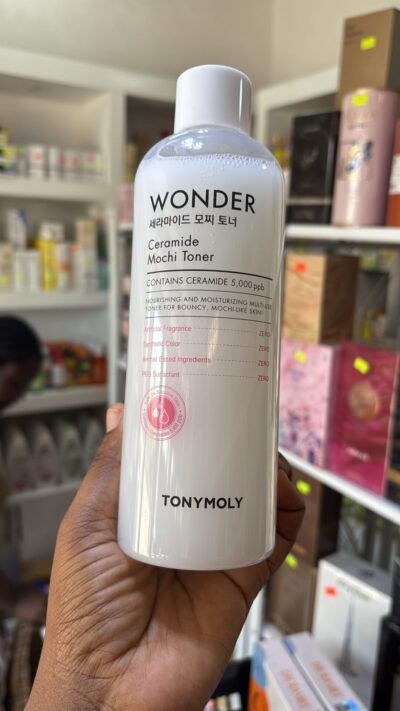 WONDER
세라마이드 모찌 토너
Ceramide
Mochi Toner
CONTAINS CERAMIDE 5,000 ppb
NOURISHING AND MOISTURIZING MULTI-USE
TONER FOR BOUNCY, MOCHI-LIKE SKIN!
Artificial Fragrance ZERO
Synthetic Color ZERO
Animal Based Ingredients ZERO
PEG Surfactant ZERO
TONYMOLY